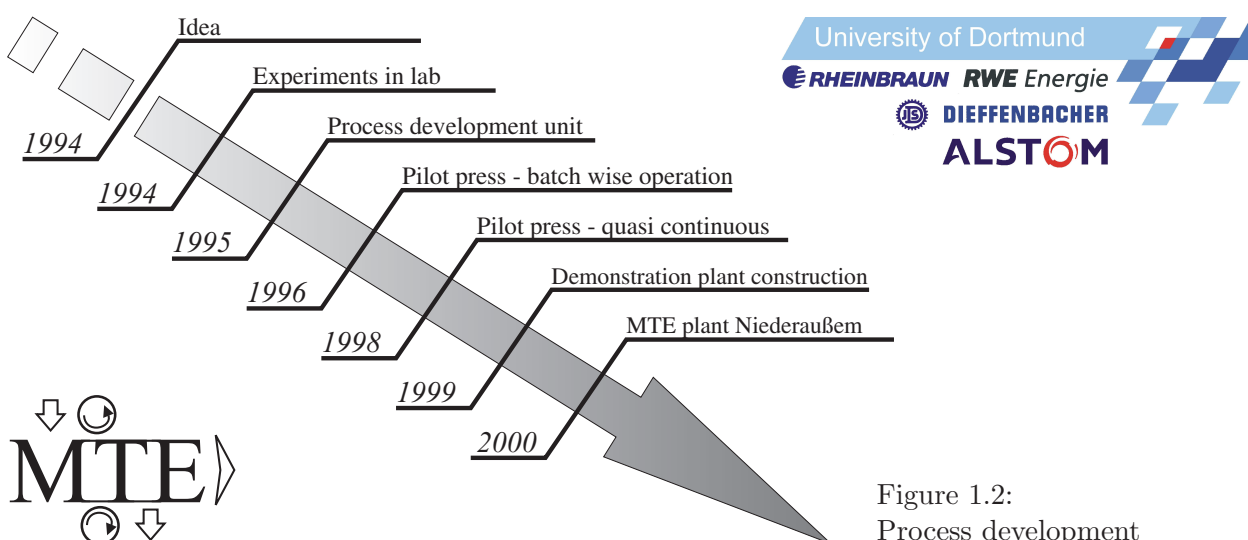 Idea
1994
Experiments in lab
1994
Process development unit
1995
Pilot press - batch wise operation
1996
Pilot press - quasi continuous
1998
Demonstration plant construction
1999
MTE plant Niederaußem
2000
University of Dortmund
RHEINBRAUN RWE Energie
JIS DIEFFENBACHER
ALSTOM
MTE
Figure 1.2:
Process development